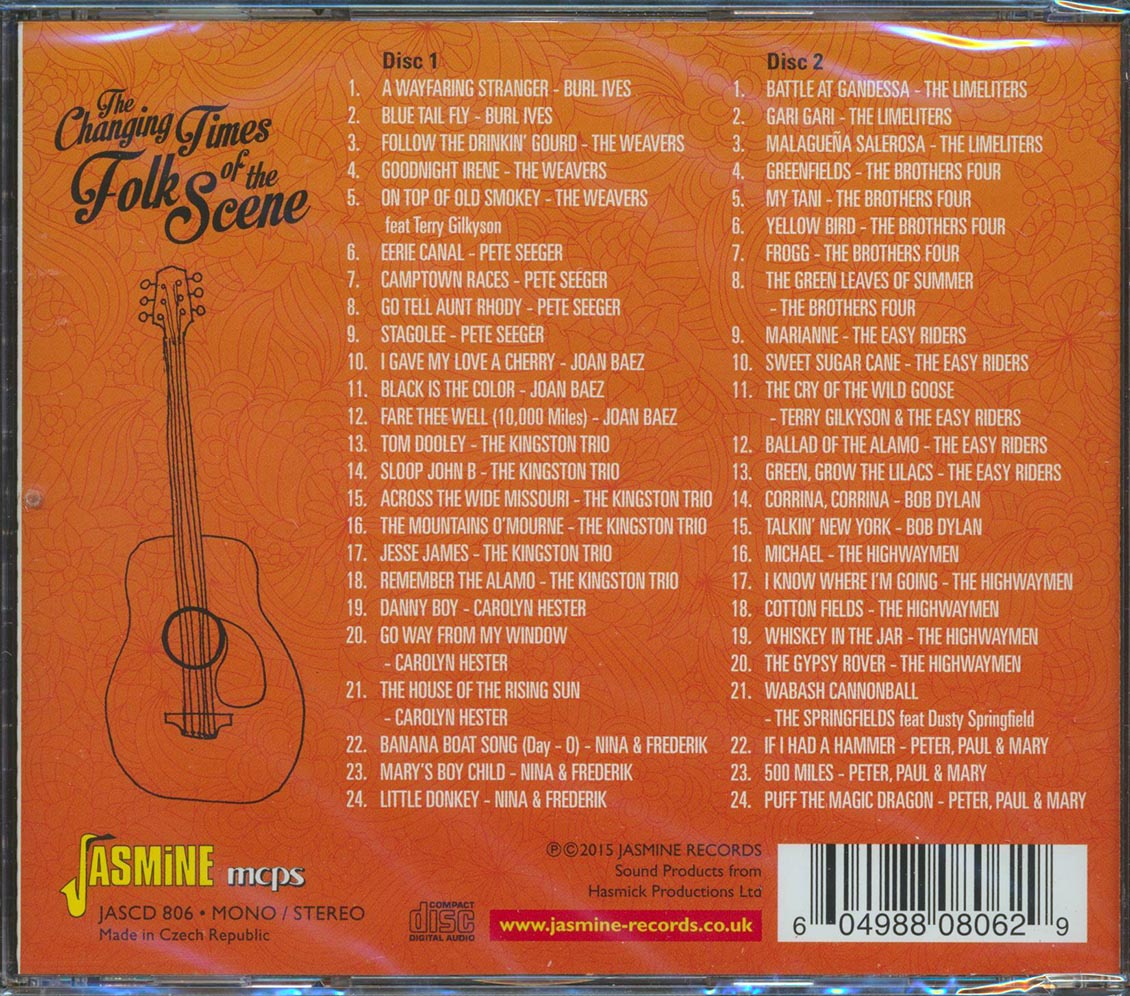 The
Changing Times
of the
Folk Scene
Disc 1
1. A WAYFARING STRANGER - BURL IVES
2. BLUE TAIL FLY - BURL IVES
3. FOLLOW THE DRINKIN' GOURD - THE WEAVERS
4. GOODNIGHT IRENE - THE WEAVERS
5. ON TOP OF OLD SMOKEY - THE WEAVERS
feat Terry Gilkyson
6. EERIE CANAL - PETE SEEGER
7. CAMPTOWN RACES - PETE SEEGER
8. GO TELL AUNT RHODY - PETE SEEGER
9. STAGOLEE - PETE SEEGER
10. I GAVE MY LOVE A CHERRY - JOAN BAEZ
11. BLACK IS THE COLOR - JOAN BAEZ
12. FARE THEE WELL (10,000 Miles) - JOAN BAEZ
13. TOM DOOLEY - THE KINGSTON TRIO
14. SLOOP JOHN B - THE KINGSTON TRIO
15. ACROSS THE WIDE MISSOURI - THE KINGSTON TRIO
16. THE MOUNTAINS O'MOURNE - THE KINGSTON TRIO
17. JESSE JAMES - THE KINGSTON TRIO
18. REMEMBER THE ALAMO - THE KINGSTON TRIO
19. DANNY BOY - CAROLYN HESTER
20. GO WAY FROM MY WINDOW
- CAROLYN HESTER
21. THE HOUSE OF THE RISING SUN
- CAROLYN HESTER
22. BANANA BOAT SONG (Day - O) - NINA & FREDERIK
23. MARY'S BOY CHILD - NINA & FREDERIK
24. LITTLE DONKEY - NINA & FREDERIK
Disc 2
1. BATTLE AT GANDESSA - THE LIMELITERS
2. GARI GARI - THE LIMELITERS
3. MALAGUEÑA SALEROSA - THE LIMELITERS
4. GREENFIELDS - THE BROTHERS FOUR
5. MY TANI - THE BROTHERS FOUR
6. YELLOW BIRD - THE BROTHERS FOUR
7. FROGG - THE BROTHERS FOUR
8. THE GREEN LEAVES OF SUMMER
- THE BROTHERS FOUR
9. MARIANNE - THE EASY RIDERS
10. SWEET SUGAR CANE - THE EASY RIDERS
11. THE CRY OF THE WILD GOOSE
- TERRY GILKYSON & THE EASY RIDERS
12. BALLAD OF THE ALAMO - THE EASY RIDERS
13. GREEN, GROW THE LILACS - THE EASY RIDERS
14. CORRINA, CORRINA - BOB DYLAN
15. TALKIN' NEW YORK - BOB DYLAN
16. MICHAEL - THE HIGHWAYMEN
17. I KNOW WHERE I'M GOING - THE HIGHWAYMEN
18. COTTON FIELDS - THE HIGHWAYMEN
19. WHISKEY IN THE JAR - THE HIGHWAYMEN
20. THE GYPSY ROVER - THE HIGHWAYMEN
21. WABASH CANNONBALL
- THE SPRINGFIELDS feat Dusty Springfield
22. IF I HAD A HAMMER - PETER, PAUL & MARY
23. 500 MILES - PETER, PAUL & MARY
24. PUFF THE MAGIC DRAGON - PETER, PAUL & MARY
JASMiNE mcps
JASCD 806 • MONO / STEREO
Made in Czech Republic
COMPACT
disc
DIGITAL AUDIO
℗©2015 JASMINE RECORDS
Sound Products from
Hasmick Productions Ltd
www.jasmine-records.co.uk
6 04988 08062 9